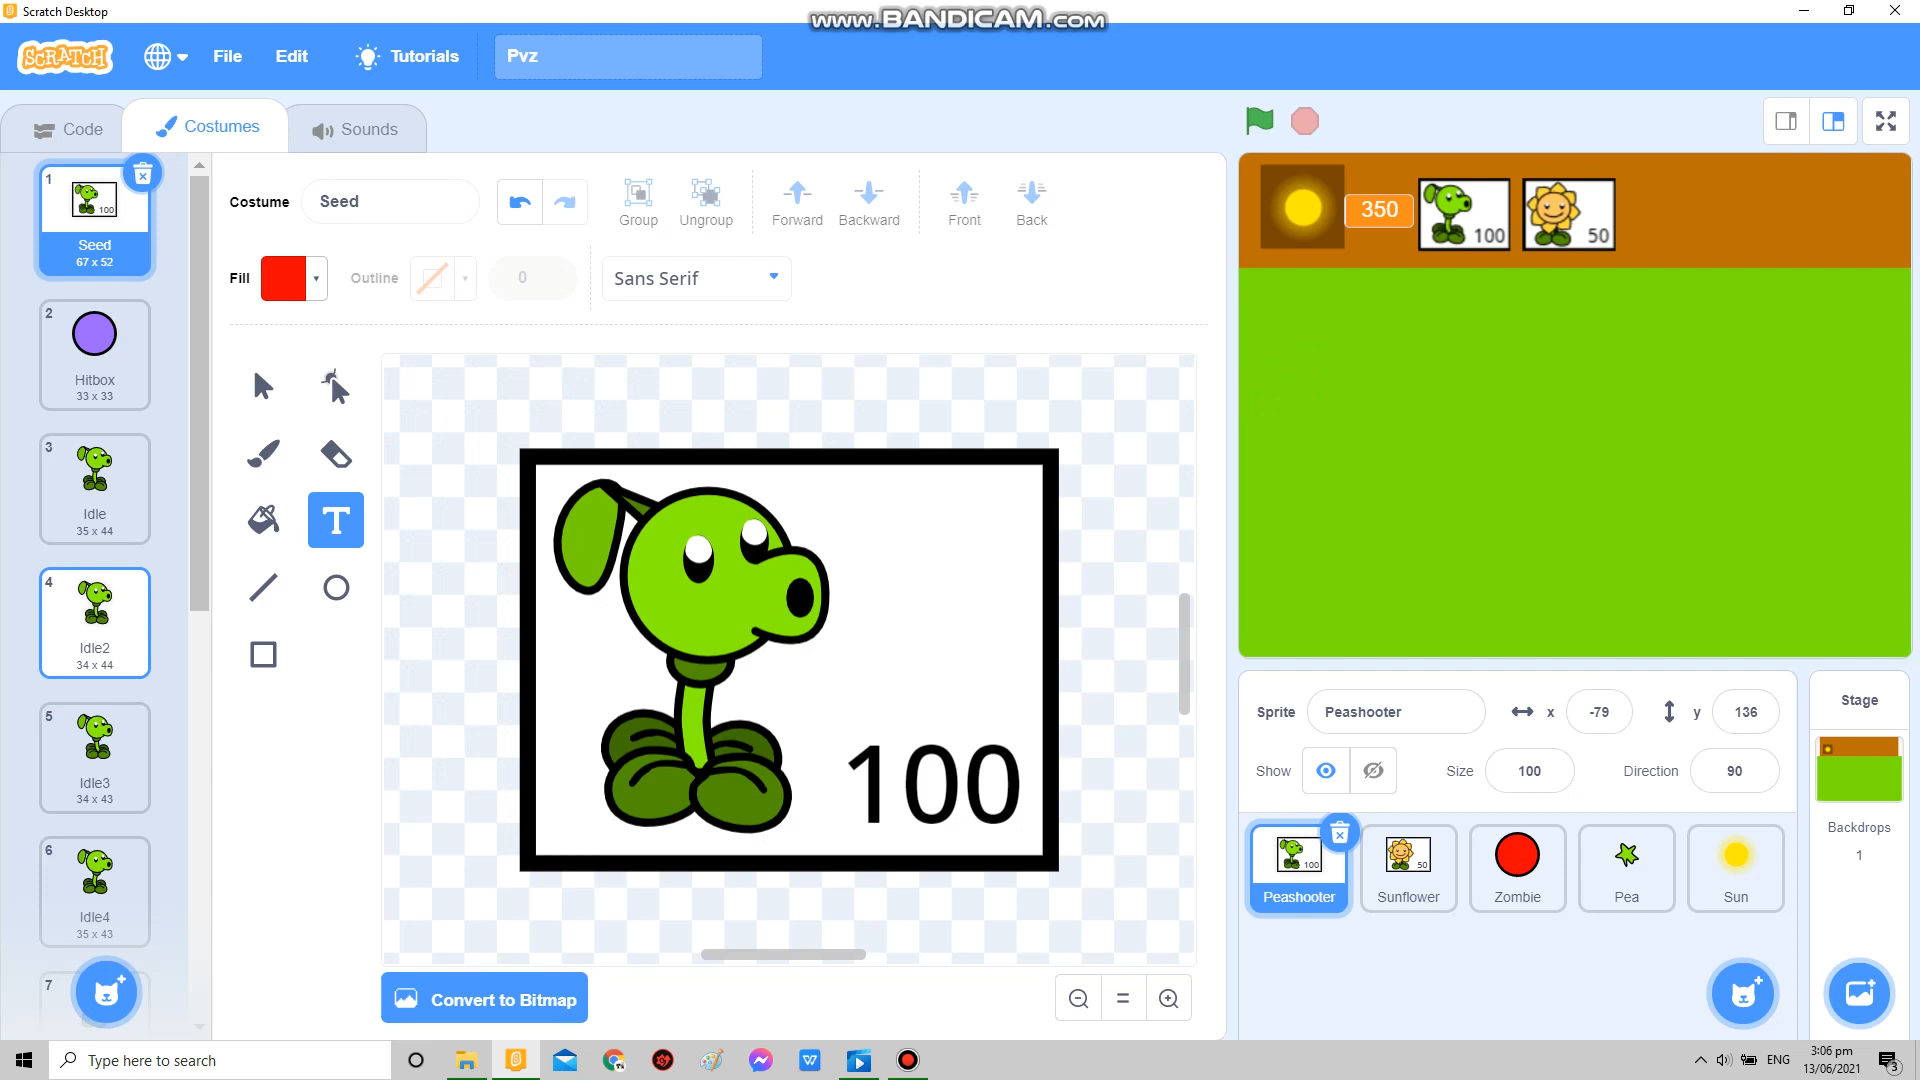 Scratch Desktop
www.BANDICAM.com
SCRATCH
File
Edit
Tutorials
Pvz
Code
Costumes
Sounds
1
100
Seed
67 x 52
2
Hitbox
33 x 33
3
Idle
35 x 44
4
Idle2
34 x 44
5
Idle3
34 x 43
6
Idle4
35 x 43
7
Costume
Seed
Group
Ungroup
Forward
Backward
Front
Back
Fill
Outline
0
Sans Serif
T
100
Convert to Bitmap
350
100
50
Sprite
Peashooter
x
-79
y
136
Show
Size
100
Direction
90
100
Peashooter
50
Sunflower
Zombie
Pea
Sun
Stage
Backdrops
1
Type here to search
ENG
3:06 pm
13/06/2021
3